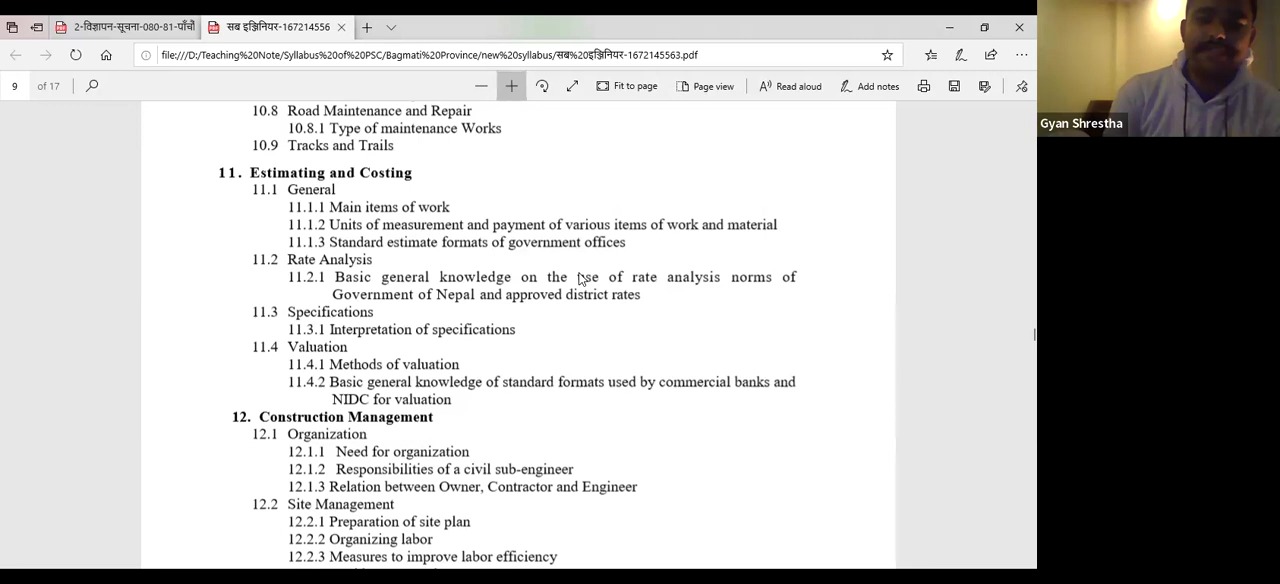 2-विज्ञापन-सूचना-080-81-पाँचौं
सब इञ्जिनियर-167214556
file:///D:/Teaching%20Note/Syllabus%20of%20PSC/Bagmati%20Province/new%20syllabus/सब%20इञ्जिनियर-1672145563.pdf
9 of 17
Fit to page
Page view
Read aloud
Add notes
Gyan Shrestha
10.8 Road Maintenance and Repair
10.8.1 Type of maintenance Works
10.9 Tracks and Trails
11. Estimating and Costing
11.1 General
11.1.1 Main items of work
11.1.2 Units of measurement and payment of various items of work and material
11.1.3 Standard estimate formats of government offices
11.2 Rate Analysis
11.2.1 Basic general knowledge on the use of rate analysis norms of
Government of Nepal and approved district rates
11.3 Specifications
11.3.1 Interpretation of specifications
11.4 Valuation
11.4.1 Methods of valuation
11.4.2 Basic general knowledge of standard formats used by commercial banks and
NIDC for valuation
12. Construction Management
12.1 Organization
12.1.1 Need for organization
12.1.2 Responsibilities of a civil sub-engineer
12.1.3 Relation between Owner, Contractor and Engineer
12.2 Site Management
12.2.1 Preparation of site plan
12.2.2 Organizing labor
12.2.3 Measures to improve labor efficiency